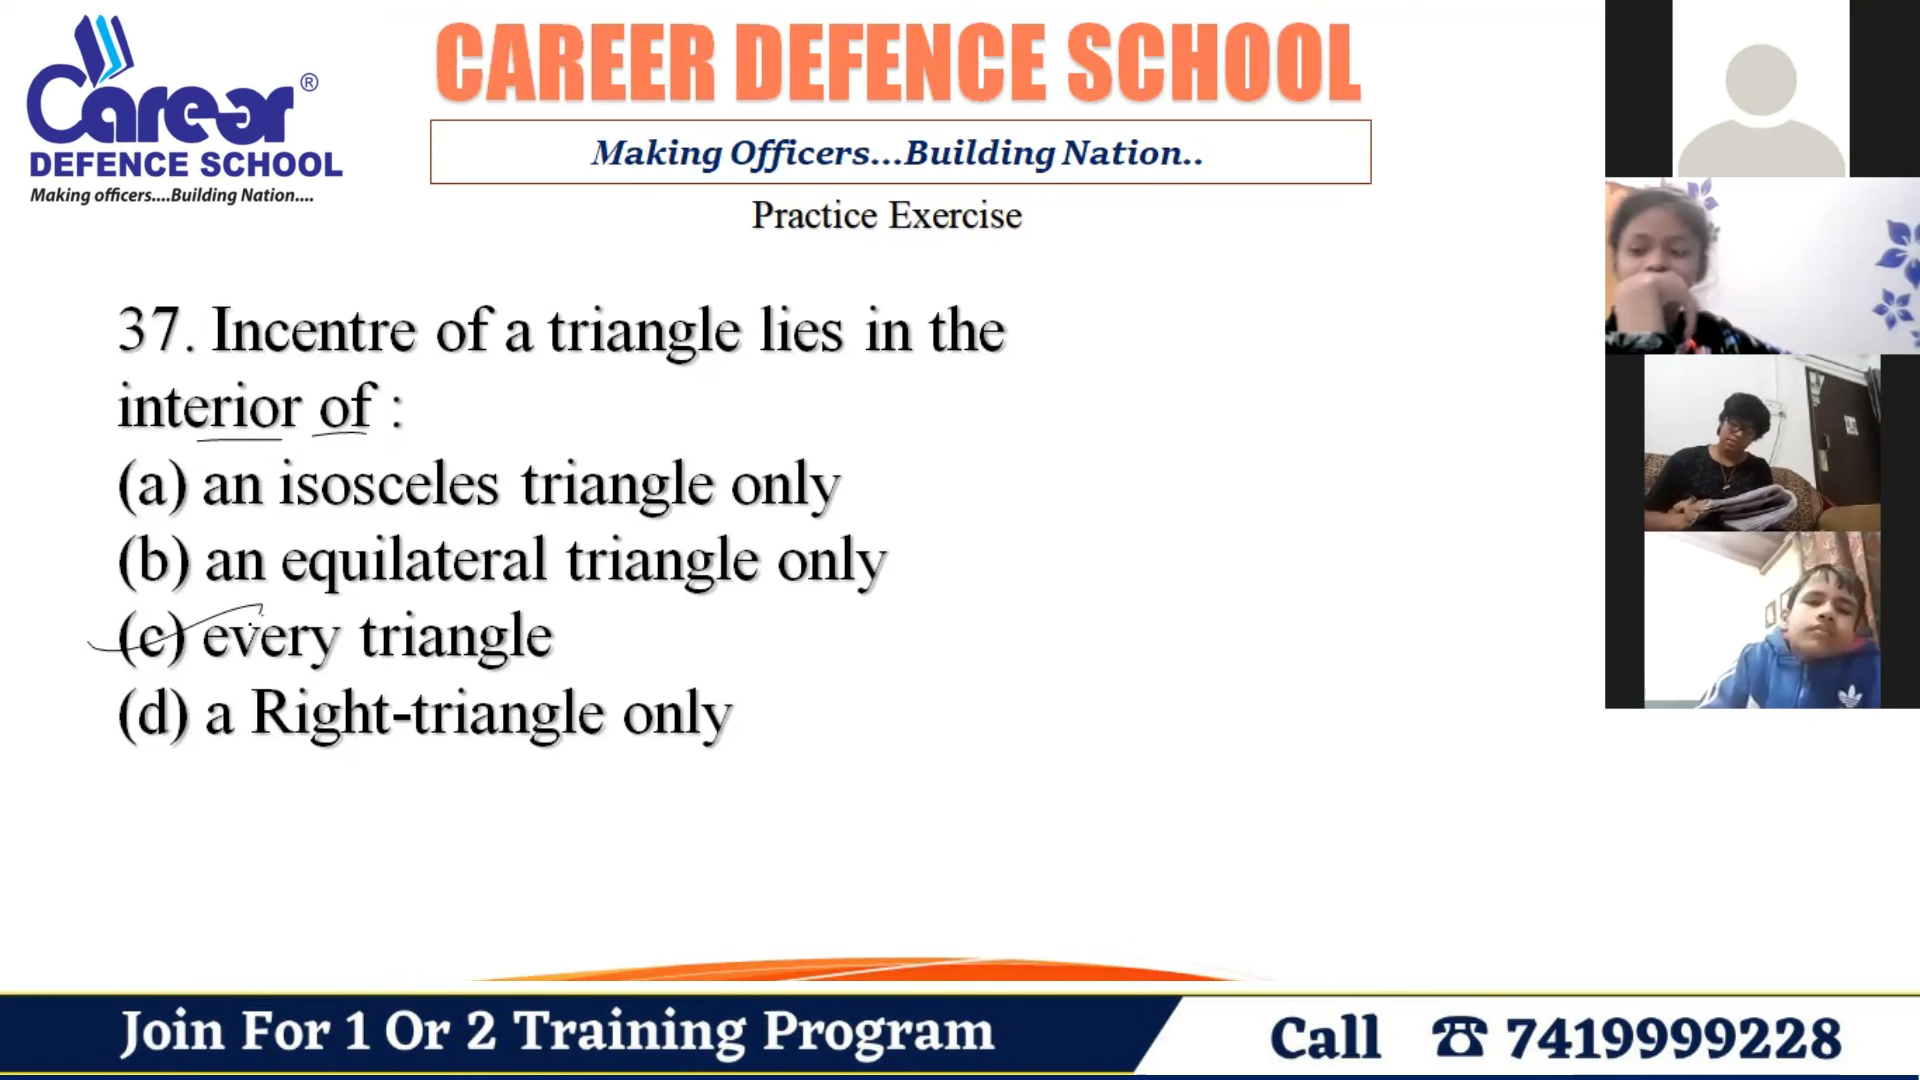 Career®
DEFENCE SCHOOL
Making officers....Building Nation....
CAREER DEFENCE SCHOOL
Making Officers...Building Nation..
Practice Exercise
37. Incentre of a triangle lies in the
interior of :
(a) an isosceles triangle only
(b) an equilateral triangle only
(c) every triangle
(d) a Right-triangle only
Join For 1 Or 2 Training Program
Call ☎ 7419999228